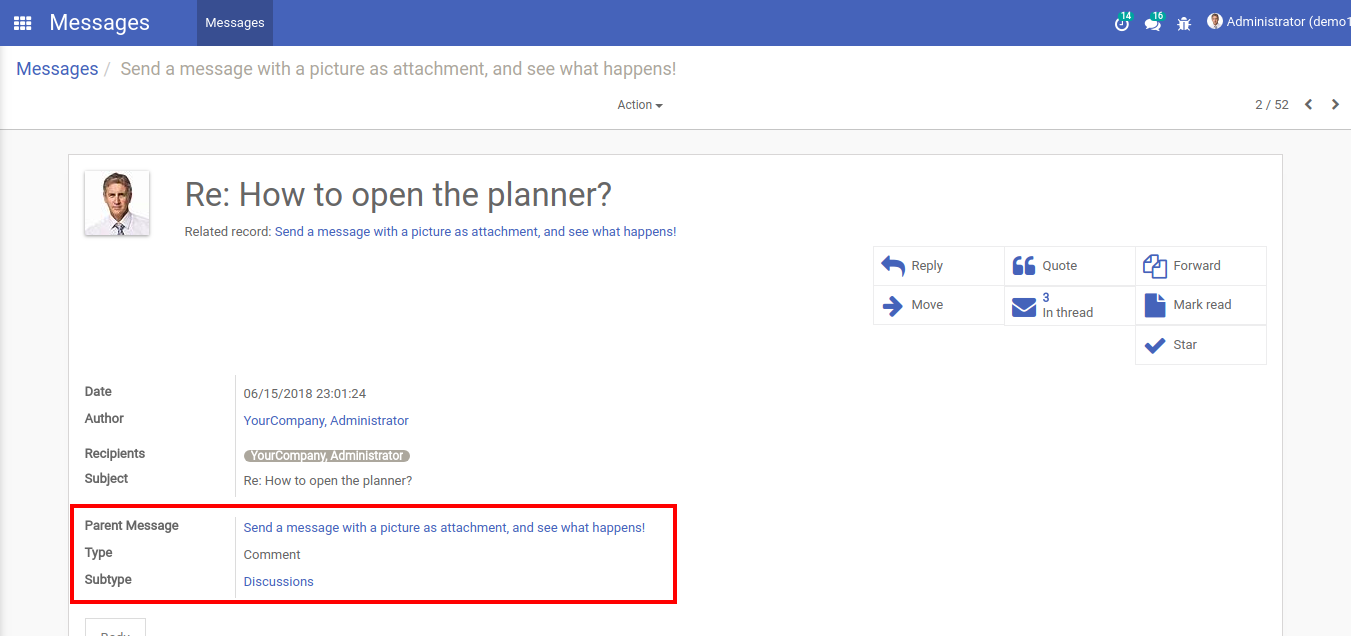 Messages Messages 14 16 Administrator (demo1
Messages / Send a message with a picture as attachment, and see what happens!
Action 2 / 52
Re: How to open the planner?
Related record: Send a message with a picture as attachment, and see what happens!
Reply Quote Forward
Move 3 In thread Mark read
Star
Date 06/15/2018 23:01:24
Author YourCompany, Administrator
Recipients YourCompany, Administrator
Subject Re: How to open the planner?
Parent Message Send a message with a picture as attachment, and see what happens!
Type Comment
Subtype Discussions
Body